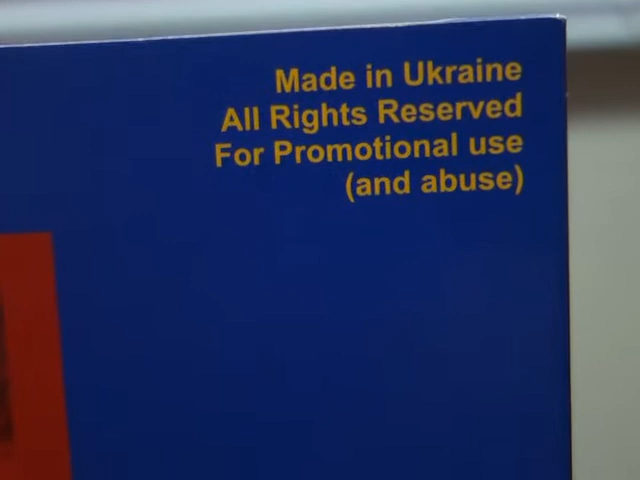 Made in Ukraine
All Rights Reserved
For Promotional use
(and abuse)